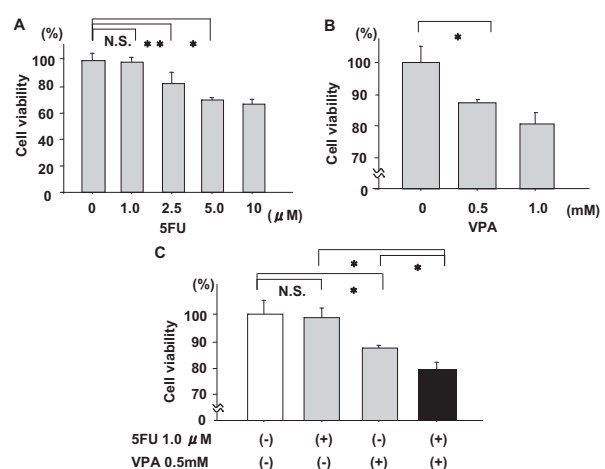 A
(%)
N.S. ** *
Cell viability
100
80
60
40
20
0
0 1.0 2.5 5.0 10 (μM)
5FU
B
(%)
*
Cell viability
100
90
80
70
0
0 0.5 1.0 (mM)
VPA
C
(%)
* *
N.S. *
Cell viability
100
90
80
70
0
5FU 1.0 μM (-) (+) (-) (+)
VPA 0.5mM (-) (-) (+) (+)